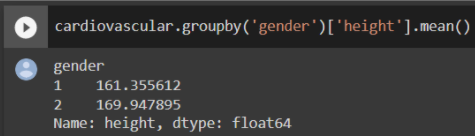 cardiovascular.groupby('gender')['height'].mean()
gender
1    161.355612
2    169.947895
Name: height, dtype: float64